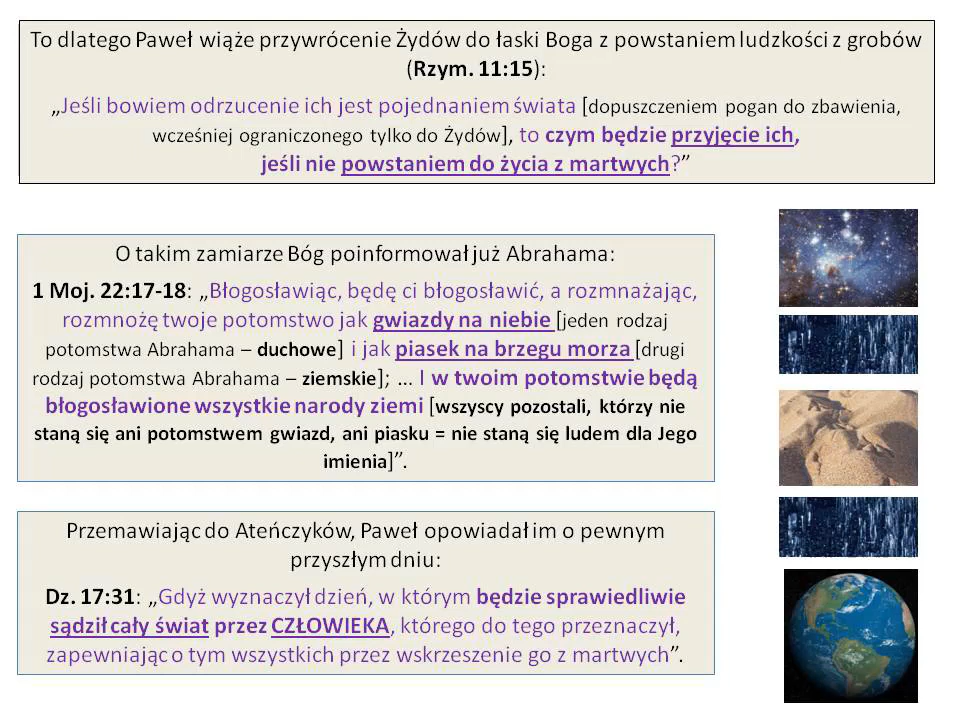 To dlatego Paweł wiąże przywrócenie Żydów do łaski Boga z powstaniem ludzkości z grobów
(Rzym. 11:15):
„Jeśli bowiem odrzucenie ich jest pojednaniem świata [dopuszczeniem pogan do zbawienia,
wcześniej ograniczonego tylko do Żydów], to czym będzie przyjęcie ich,
jeśli nie powstaniem do życia z martwych?”
O takim zamiarze Bóg poinformował już Abrahama:
1 Moj. 22:17-18: „Błogosławiąc, będę ci błogosławić, a rozmnażając,
rozmnożę twoje potomstwo jak gwiazdy na niebie [jeden rodzaj
potomstwa Abrahama – duchowe] i jak piasek na brzegu morza [drugi
rodzaj potomstwa Abrahama – ziemskie]; ... I w twoim potomstwie będą
błogosławione wszystkie narody ziemi [wszyscy pozostali, którzy nie
staną się ani potomstwem gwiazd, ani piasku = nie staną się ludem dla Jego
imienia]”.
Przemawiając do Ateńczyków, Paweł opowiadał im o pewnym
przyszłym dniu:
Dz. 17:31: „Gdyż wyznaczył dzień, w którym będzie sprawiedliwie
sądził cały świat przez CZŁOWIEKA, którego do tego przeznaczył,
zapewniając o tym wszystkich przez wskrzeszenie go z martwych”.